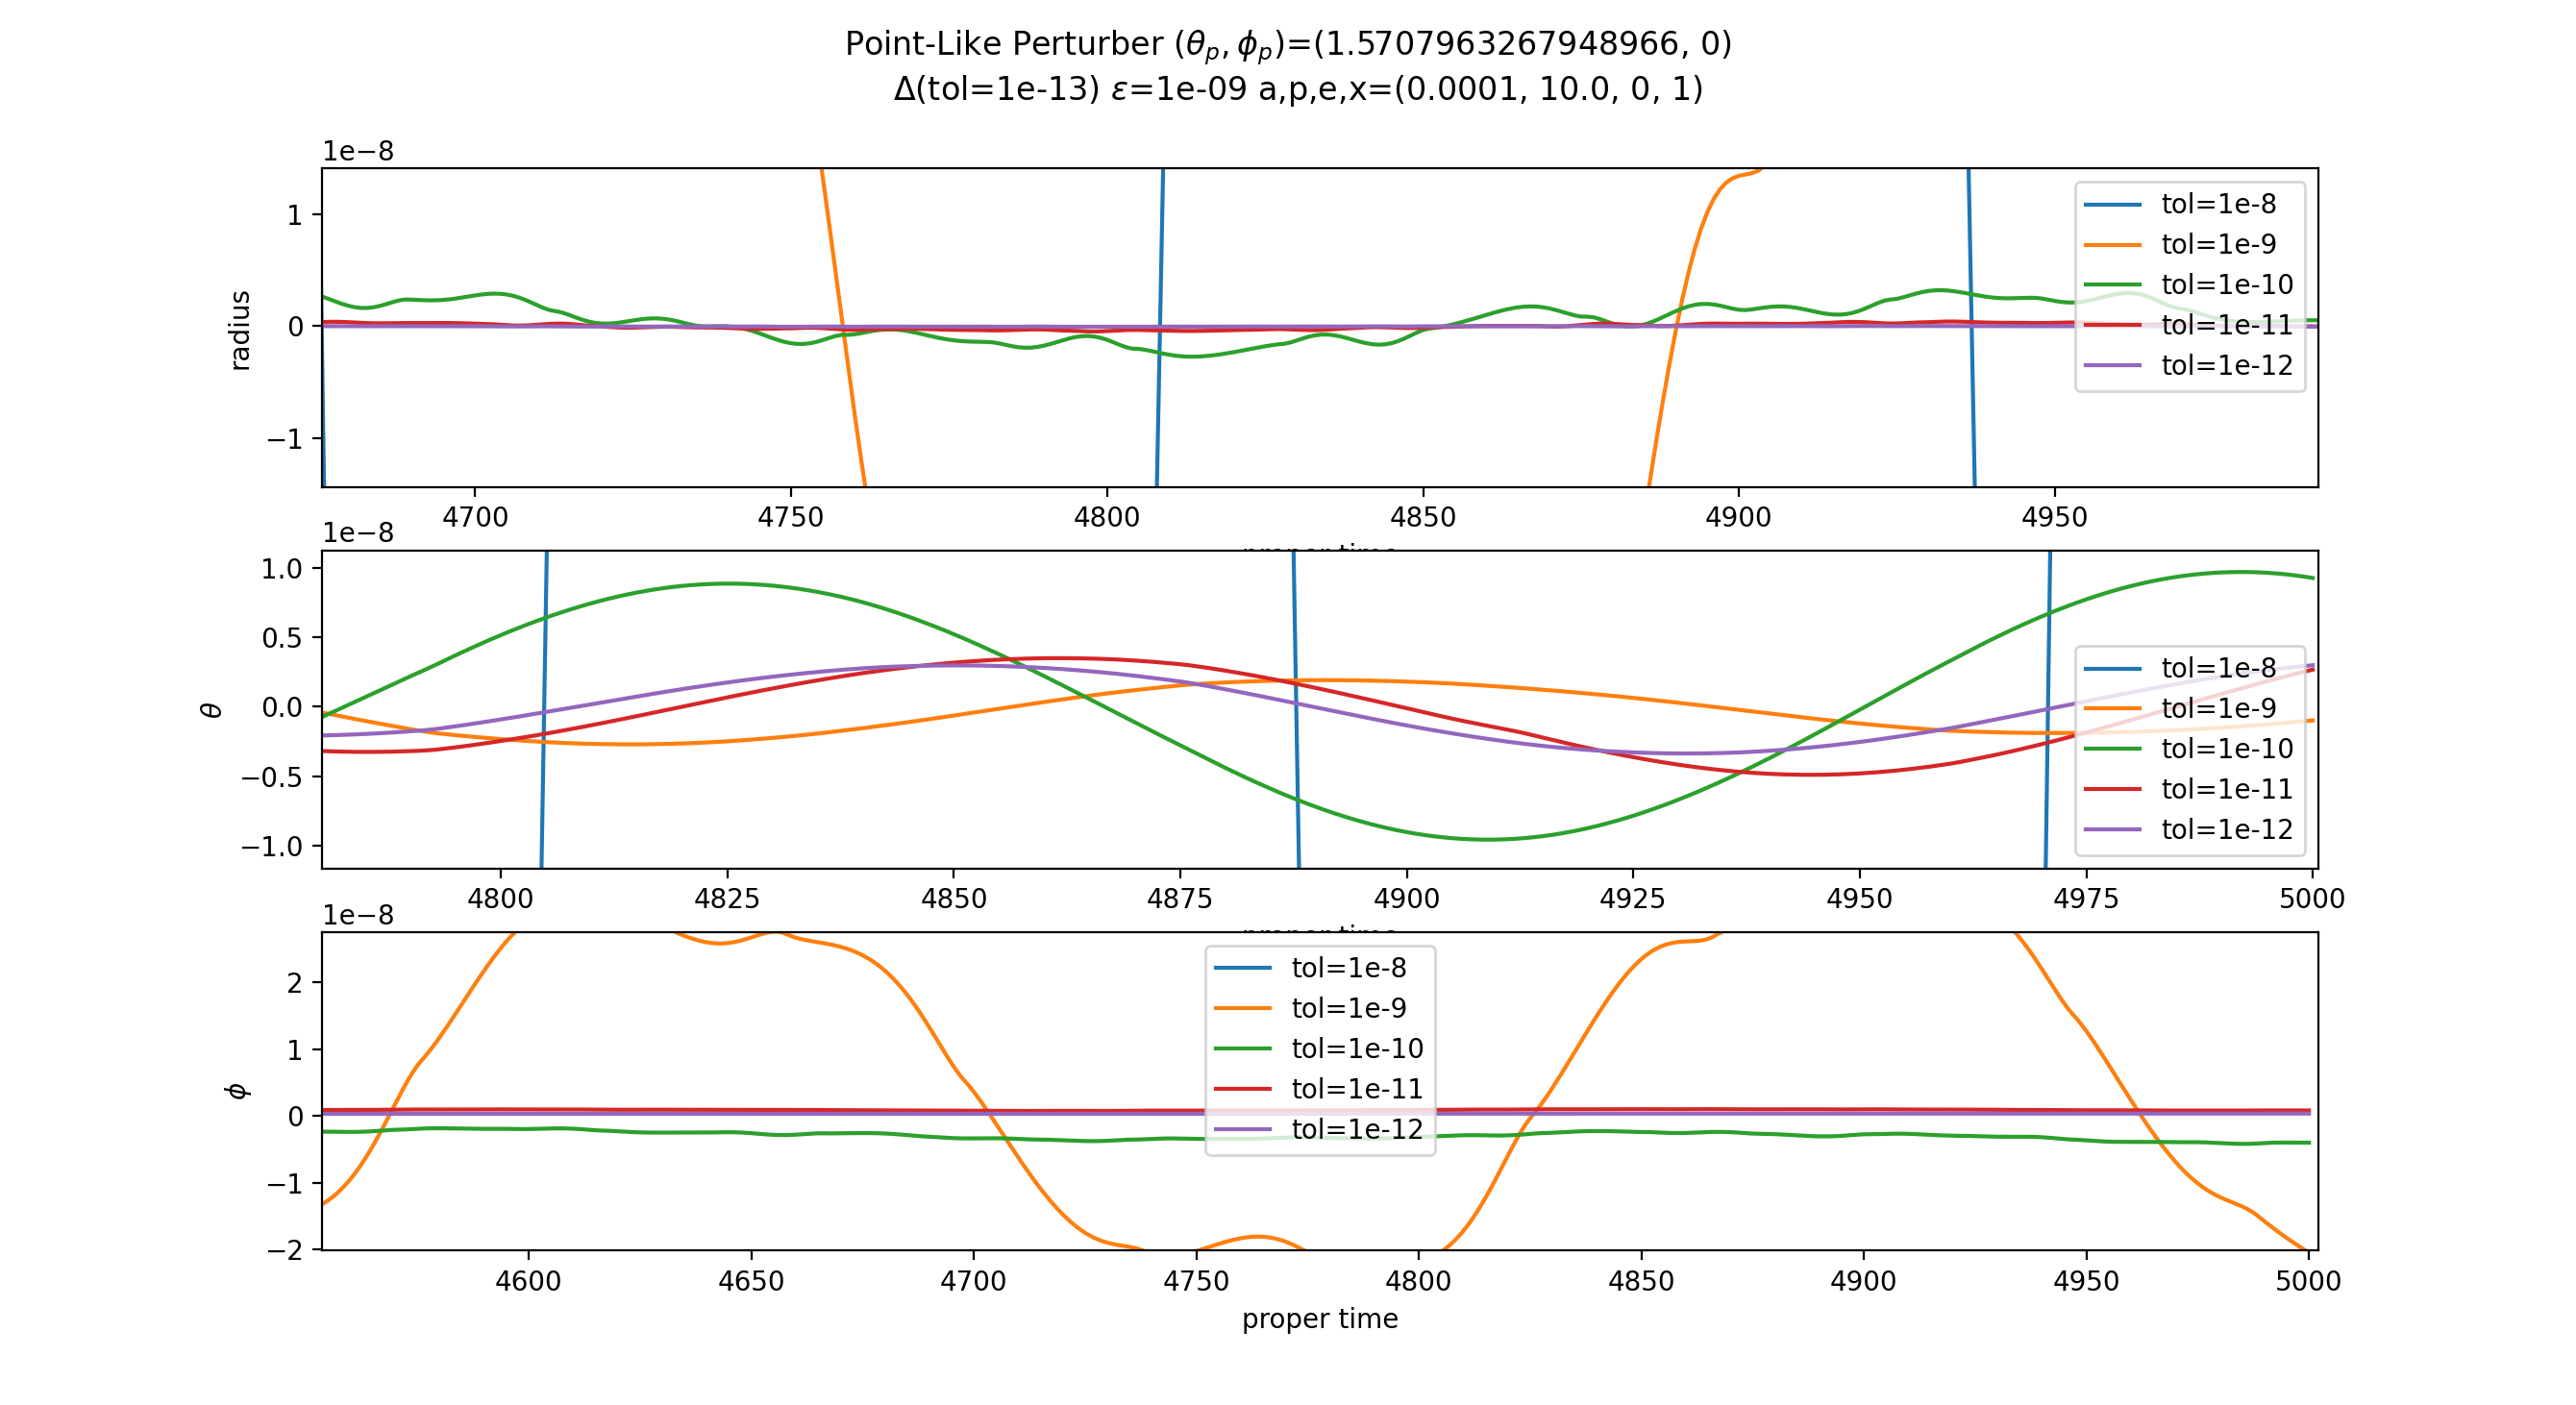 Point-Like Perturber (θp, ϕp)=(1.5707963267948966, 0)
Δ(tol=1e-13) ε=1e-09 a,p,e,x=(0.0001, 10.0, 0, 1)
1e−8
1
0
−1
radius
tol=1e-8
tol=1e-9
tol=1e-10
tol=1e-11
tol=1e-12
4700 4750 4800 4850 4900 4950
1e−8
1.0
0.5
0.0
−0.5
−1.0
θ
tol=1e-8
tol=1e-9
tol=1e-10
tol=1e-11
tol=1e-12
4800 4825 4850 4875 4900 4925 4950 4975 5000
1e−8
2
1
0
−1
−2
ϕ
tol=1e-8
tol=1e-9
tol=1e-10
tol=1e-11
tol=1e-12
4600 4650 4700 4750 4800 4850 4900 4950 5000
proper time